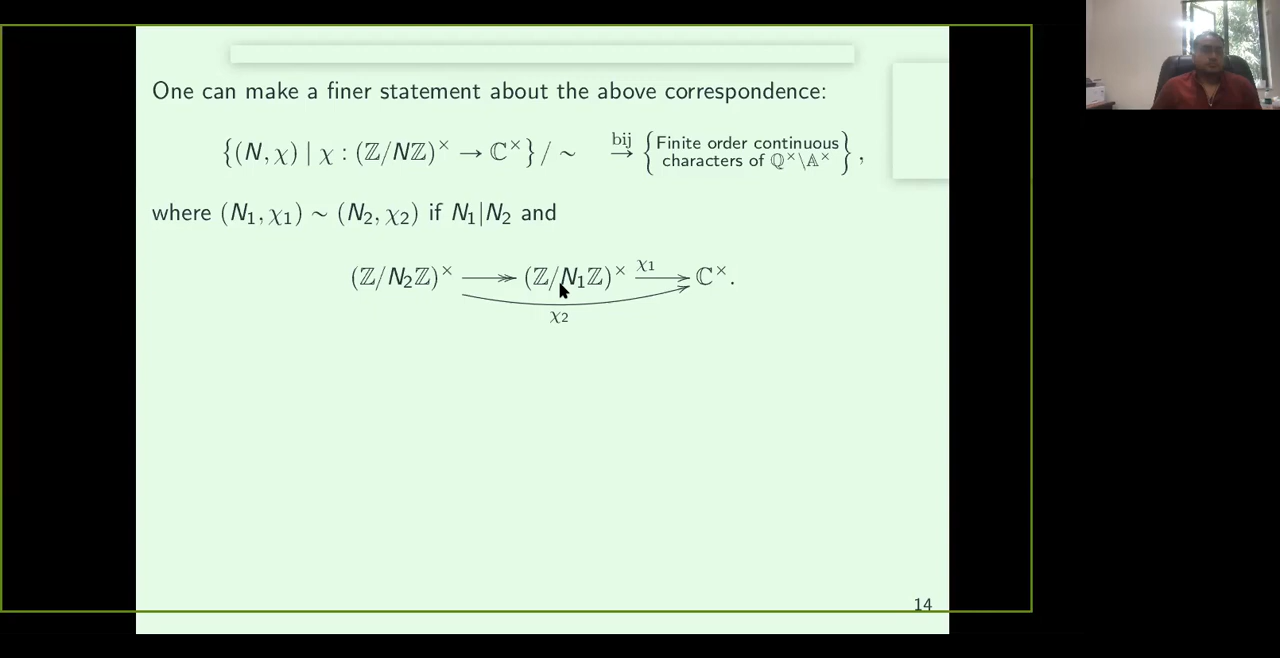 One can make a finer statement about the above correspondence:
{(N, χ) | χ : (ℤ/Nℤ)^× → ℂ^×} / ∼ bij→ {Finite order continuous characters of ℚ^×\𝔸^×},
where (N₁, χ₁) ∼ (N₂, χ₂) if N₁|N₂ and
(ℤ/N₂ℤ)^× ↠ (ℤ/N₁ℤ)^× χ₁→ ℂ^×.
χ₂
14